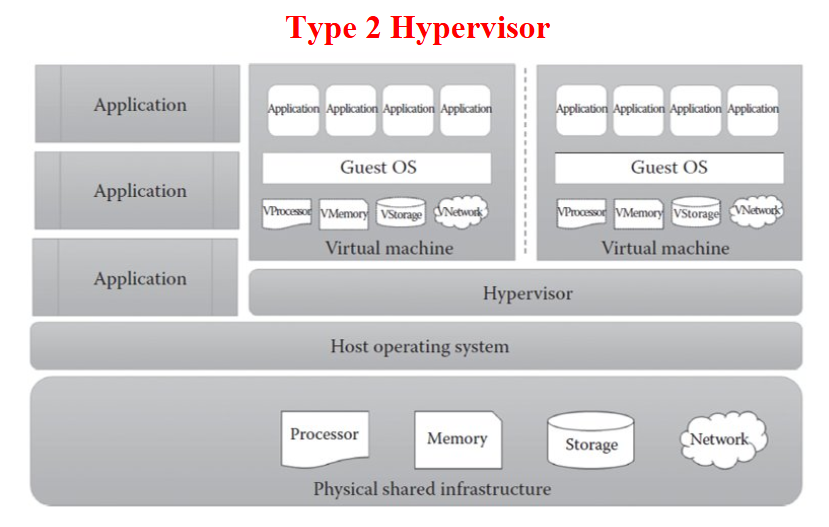 Type 2 Hypervisor
Application
Application
Application
Application Application Application Application
Guest OS
VProcessor VMemory VStorage VNetwork
Virtual machine
Application Application Application Application
Guest OS
VProcessor VMemory VStorage VNetwork
Virtual machine
Hypervisor
Host operating system
Processor Memory Storage Network
Physical shared infrastructure